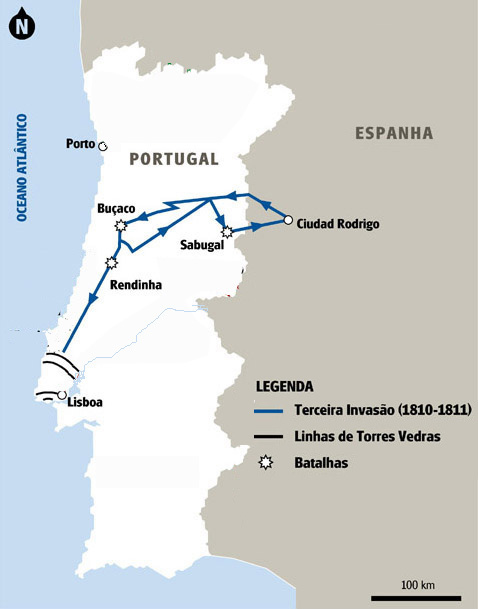 N
OCEANO ATLÂNTICO
Porto
PORTUGAL
ESPANHA
Buçaco
Ciudad Rodrigo
Sabugal
Rendinha
Lisboa
LEGENDA
Terceira Invasão (1810-1811)
Linhas de Torres Vedras
Batalhas
100 km